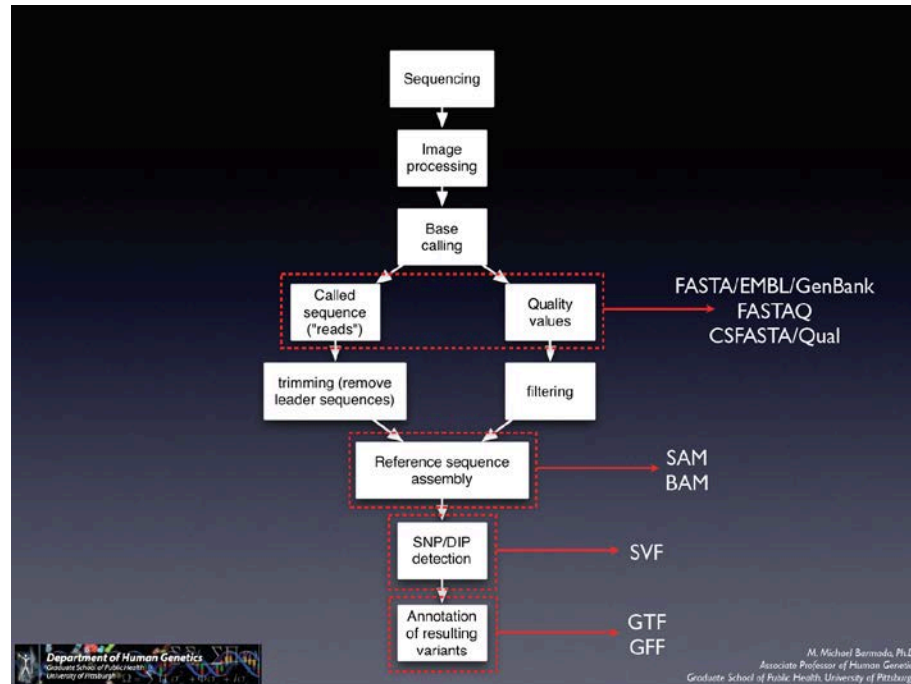 Sequencing
Image
processing
Base
calling
Called
sequence
("reads")
Quality
values
FASTA/EMBL/GenBank
FASTAQ
CSFASTA/Qual
trimming (remove
leader sequences)
filtering
Reference sequence
assembly
SAM
BAM
SNP/DIP
detection
SVF
Annotation
of resulting
variants
GTF
GFF
Department of Human Genetics
Graduate School of Public Health
University of Pittsburgh
M. Michael Barmada, Ph.D
Associate Professor of Human Genetic
Graduate School of Public Health, University of Pittsburg